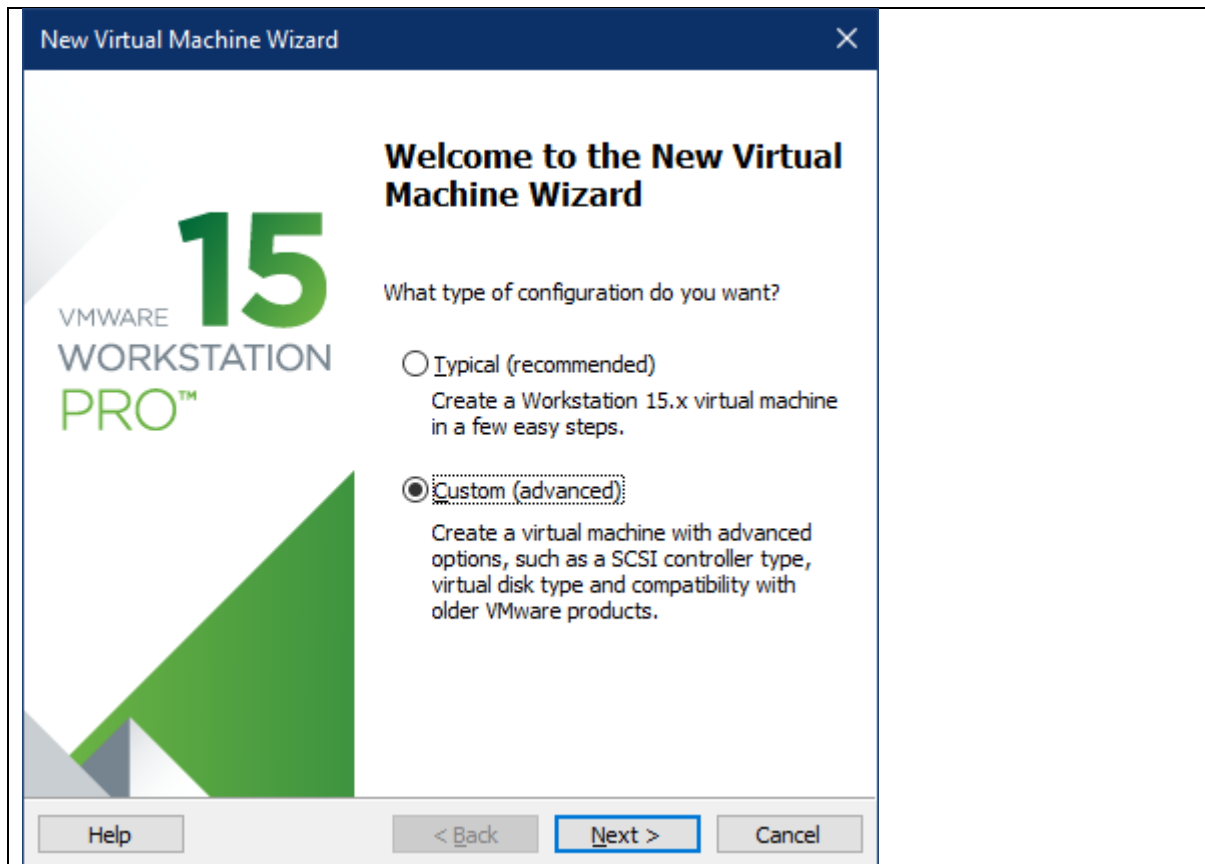 New Virtual Machine Wizard
Welcome to the New Virtual
Machine Wizard
15
VMWARE
WORKSTATION
PRO™
What type of configuration do you want?
Typical (recommended)
Create a Workstation 15.x virtual machine
in a few easy steps.
Custom (advanced)
Create a virtual machine with advanced
options, such as a SCSI controller type,
virtual disk type and compatibility with
older VMware products.
Help
< Back
Next >
Cancel